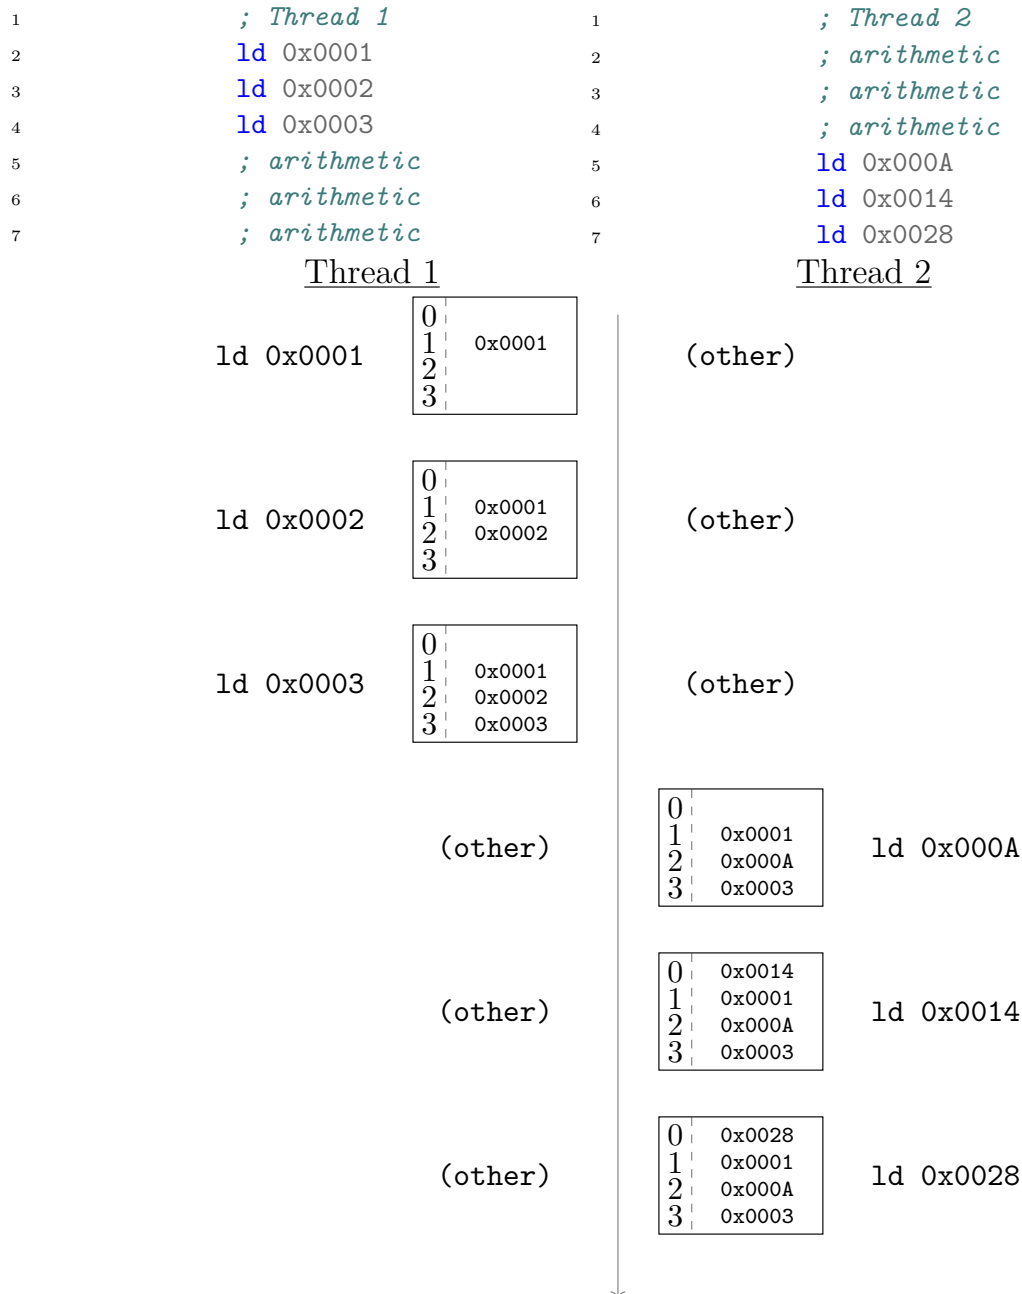 1 ; Thread 1
2 ld 0x0001
3 ld 0x0002
4 ld 0x0003
5 ; arithmetic
6 ; arithmetic
7 ; arithmetic
1 ; Thread 2
2 ; arithmetic
3 ; arithmetic
4 ; arithmetic
5 ld 0x000A
6 ld 0x0014
7 ld 0x0028
Thread 1
Thread 2
ld 0x0001
0
1 0x0001
2
3
(other)
ld 0x0002
0
1 0x0001
2 0x0002
3
(other)
ld 0x0003
0
1 0x0001
2 0x0002
3 0x0003
(other)
(other)
0
1 0x0001
2 0x000A
3 0x0003
ld 0x000A
(other)
0 0x0014
1 0x0001
2 0x000A
3 0x0003
ld 0x0014
(other)
0 0x0028
1 0x0001
2 0x000A
3 0x0003
ld 0x0028